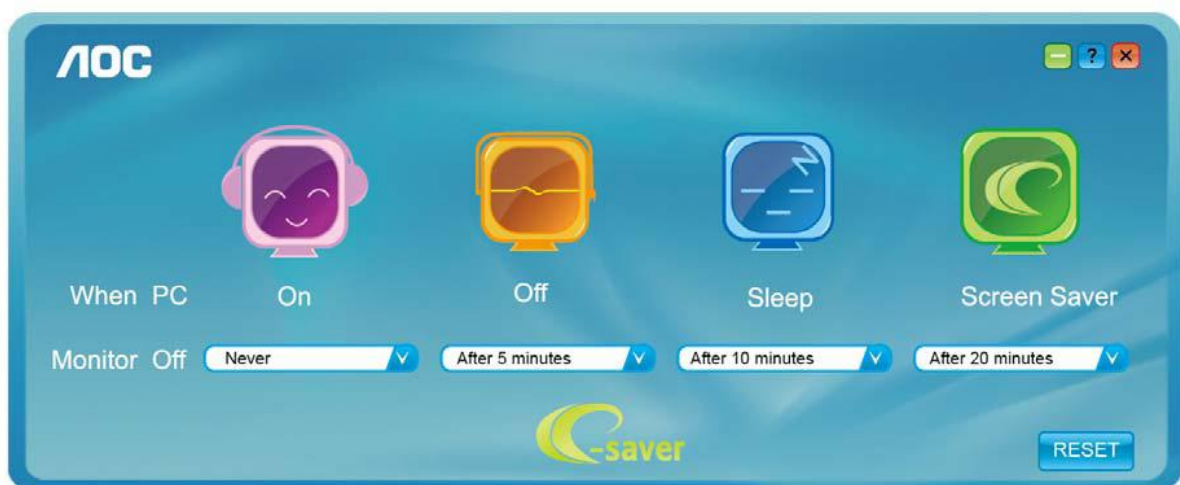 AOC
?
When PC On Off Sleep Screen Saver
Monitor Off Never After 5 minutes After 10 minutes After 20 minutes
e-saver
RESET